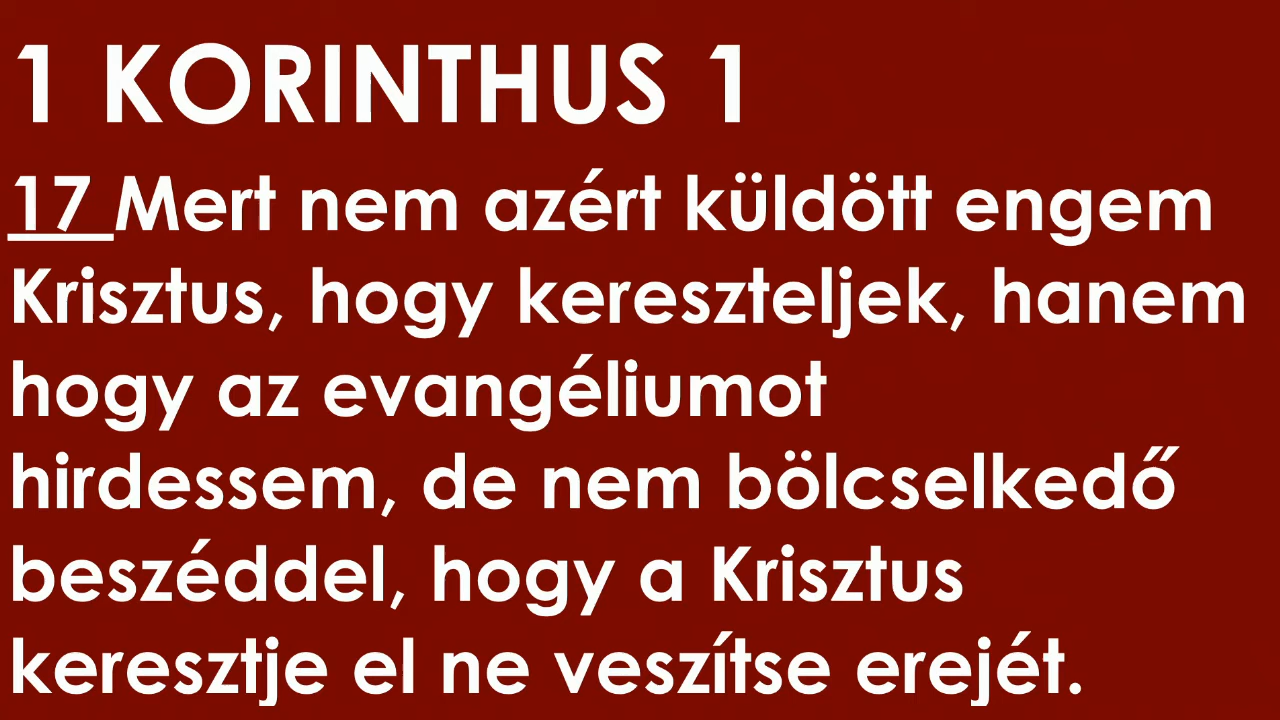 1 KORINTHUS 1
17 Mert nem azért küldött engem
Krisztus, hogy kereszteljek, hanem
hogy az evangéliumot
hirdessem, de nem bölcselkedő
beszéddel, hogy a Krisztus
keresztje el ne veszítse erejét.